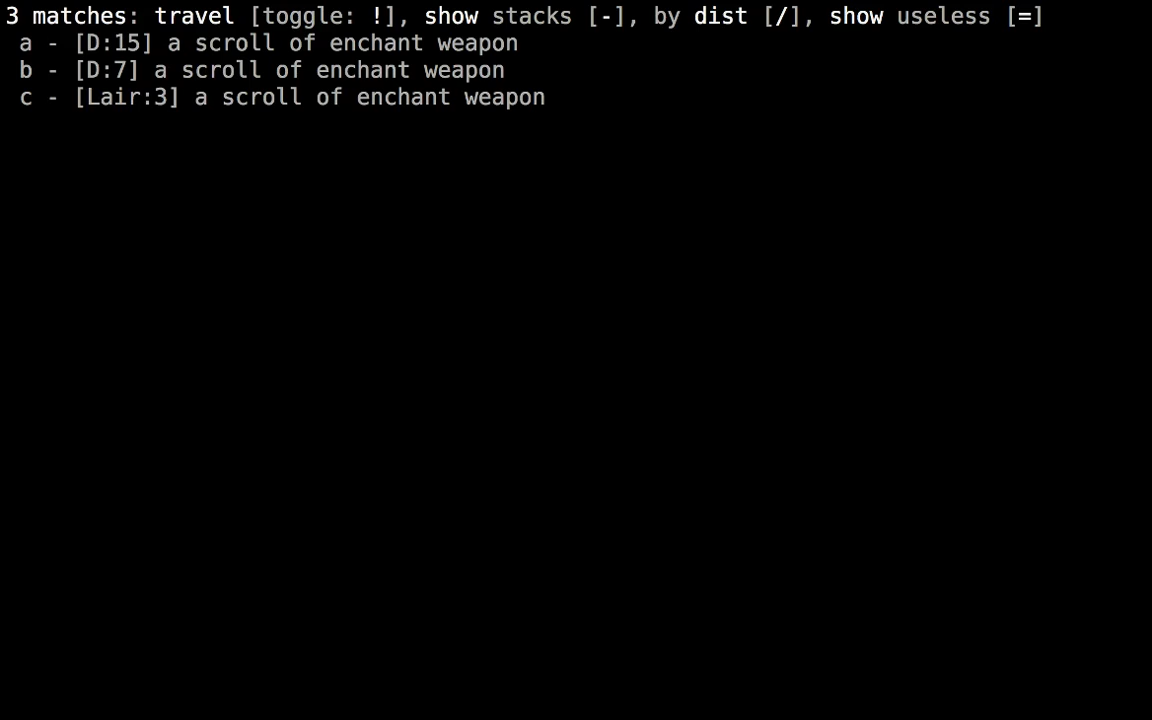 3 matches: travel [toggle: !], show stacks [-], by dist [/], show useless [=]
a - [D:15] a scroll of enchant weapon
b - [D:7] a scroll of enchant weapon
c - [Lair:3] a scroll of enchant weapon